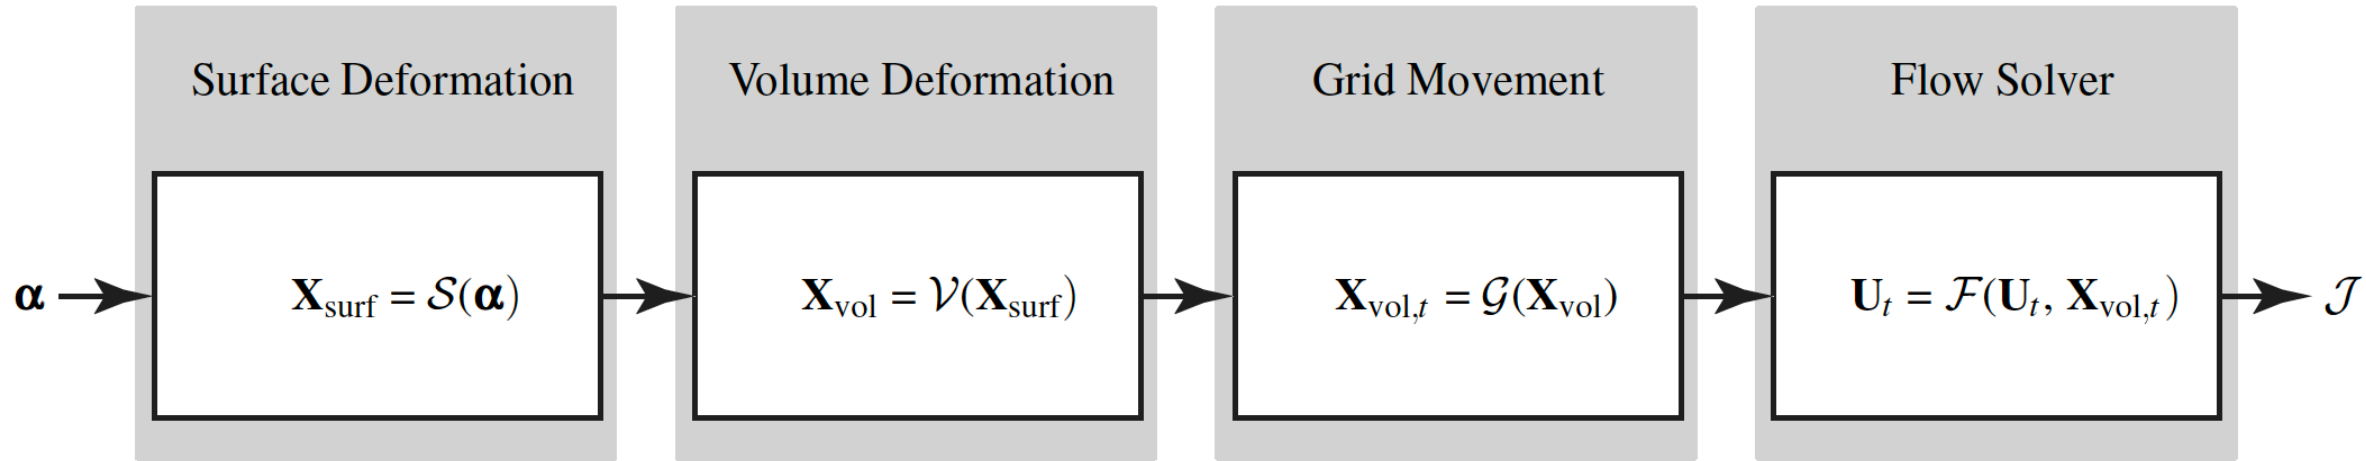 Surface Deformation
Volume Deformation
Grid Movement
Flow Solver
α
X_surf = 𝒮(α)
X_vol = 𝒱(X_surf)
X_vol,t = 𝒢(X_vol)
U_t = ℱ(U_t, X_vol,t)
𝒥